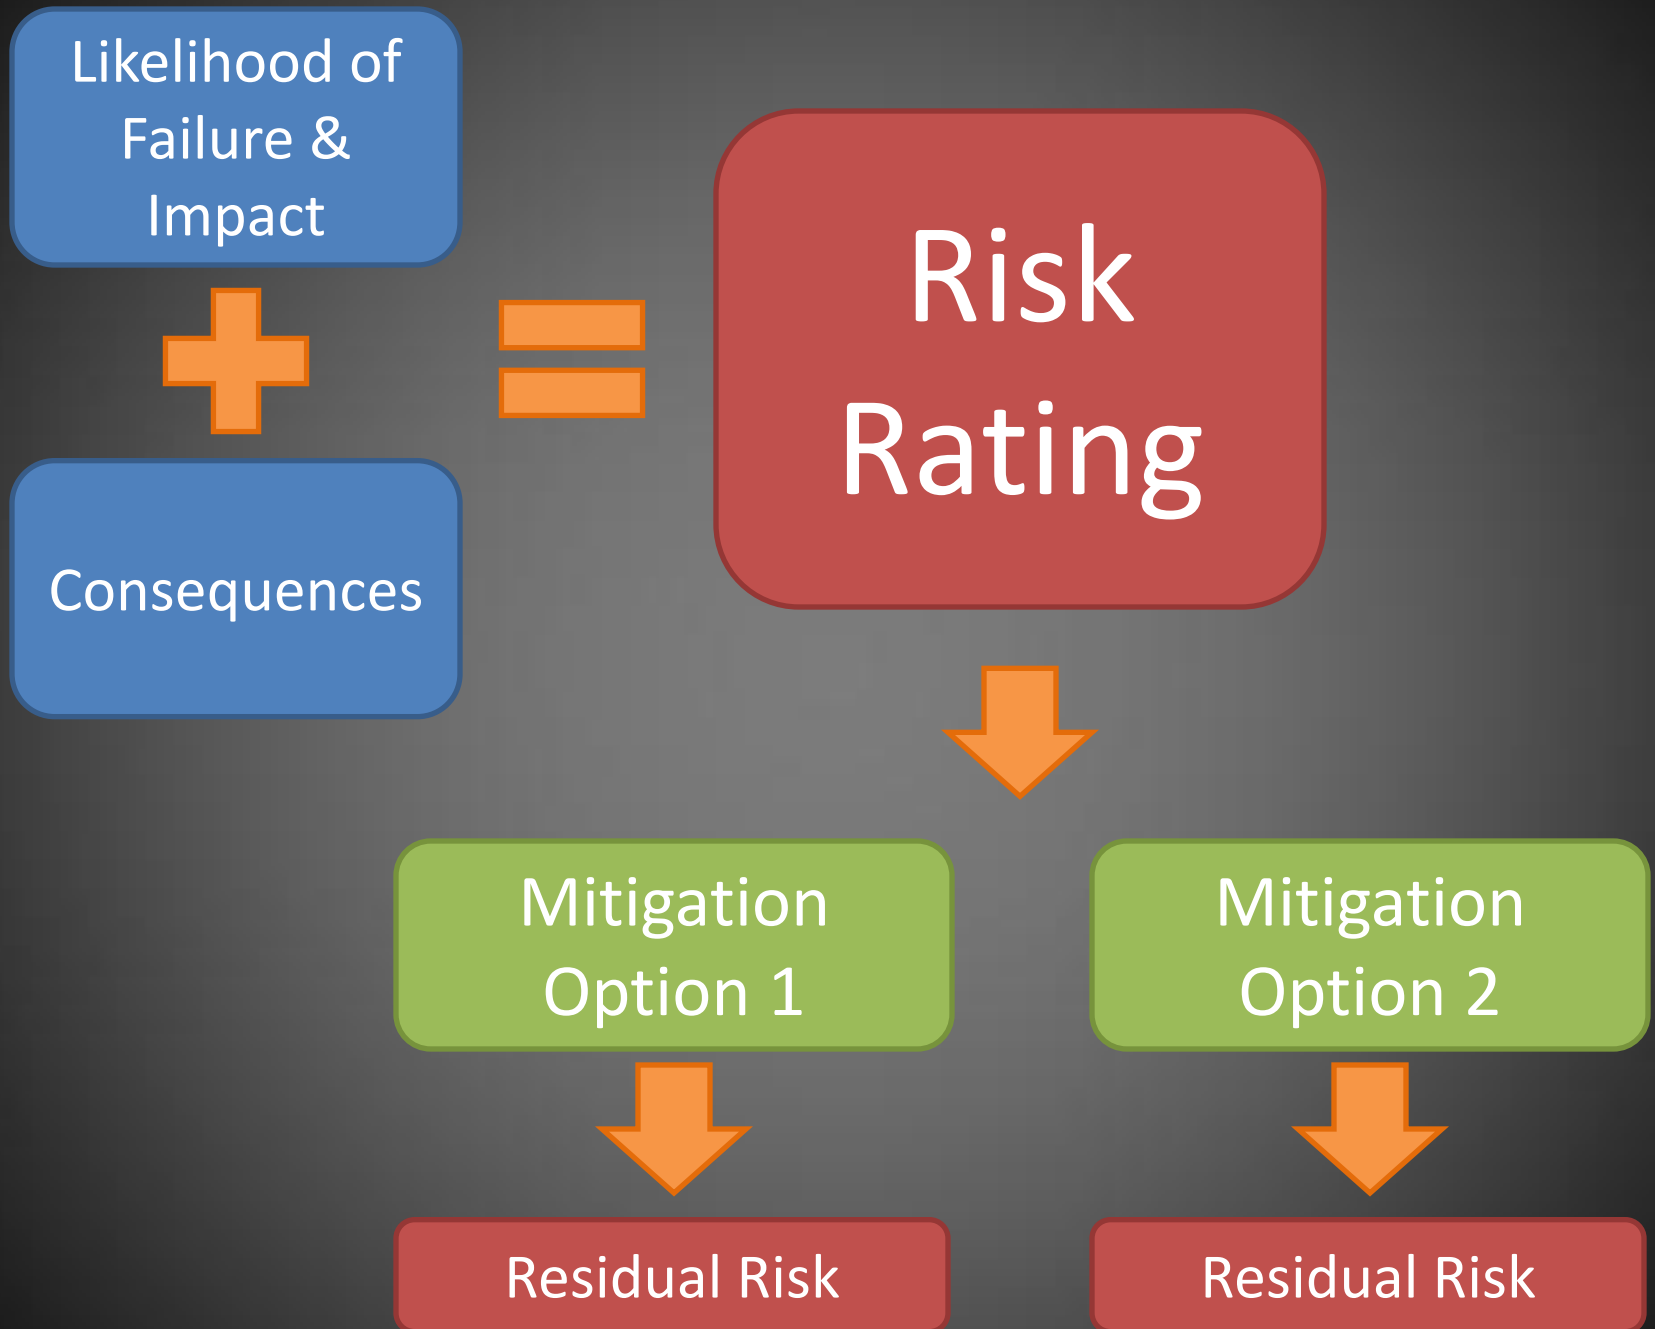 Likelihood of
Failure &
Impact
Consequences
Risk
Rating
Mitigation
Option 1
Mitigation
Option 2
Residual Risk
Residual Risk